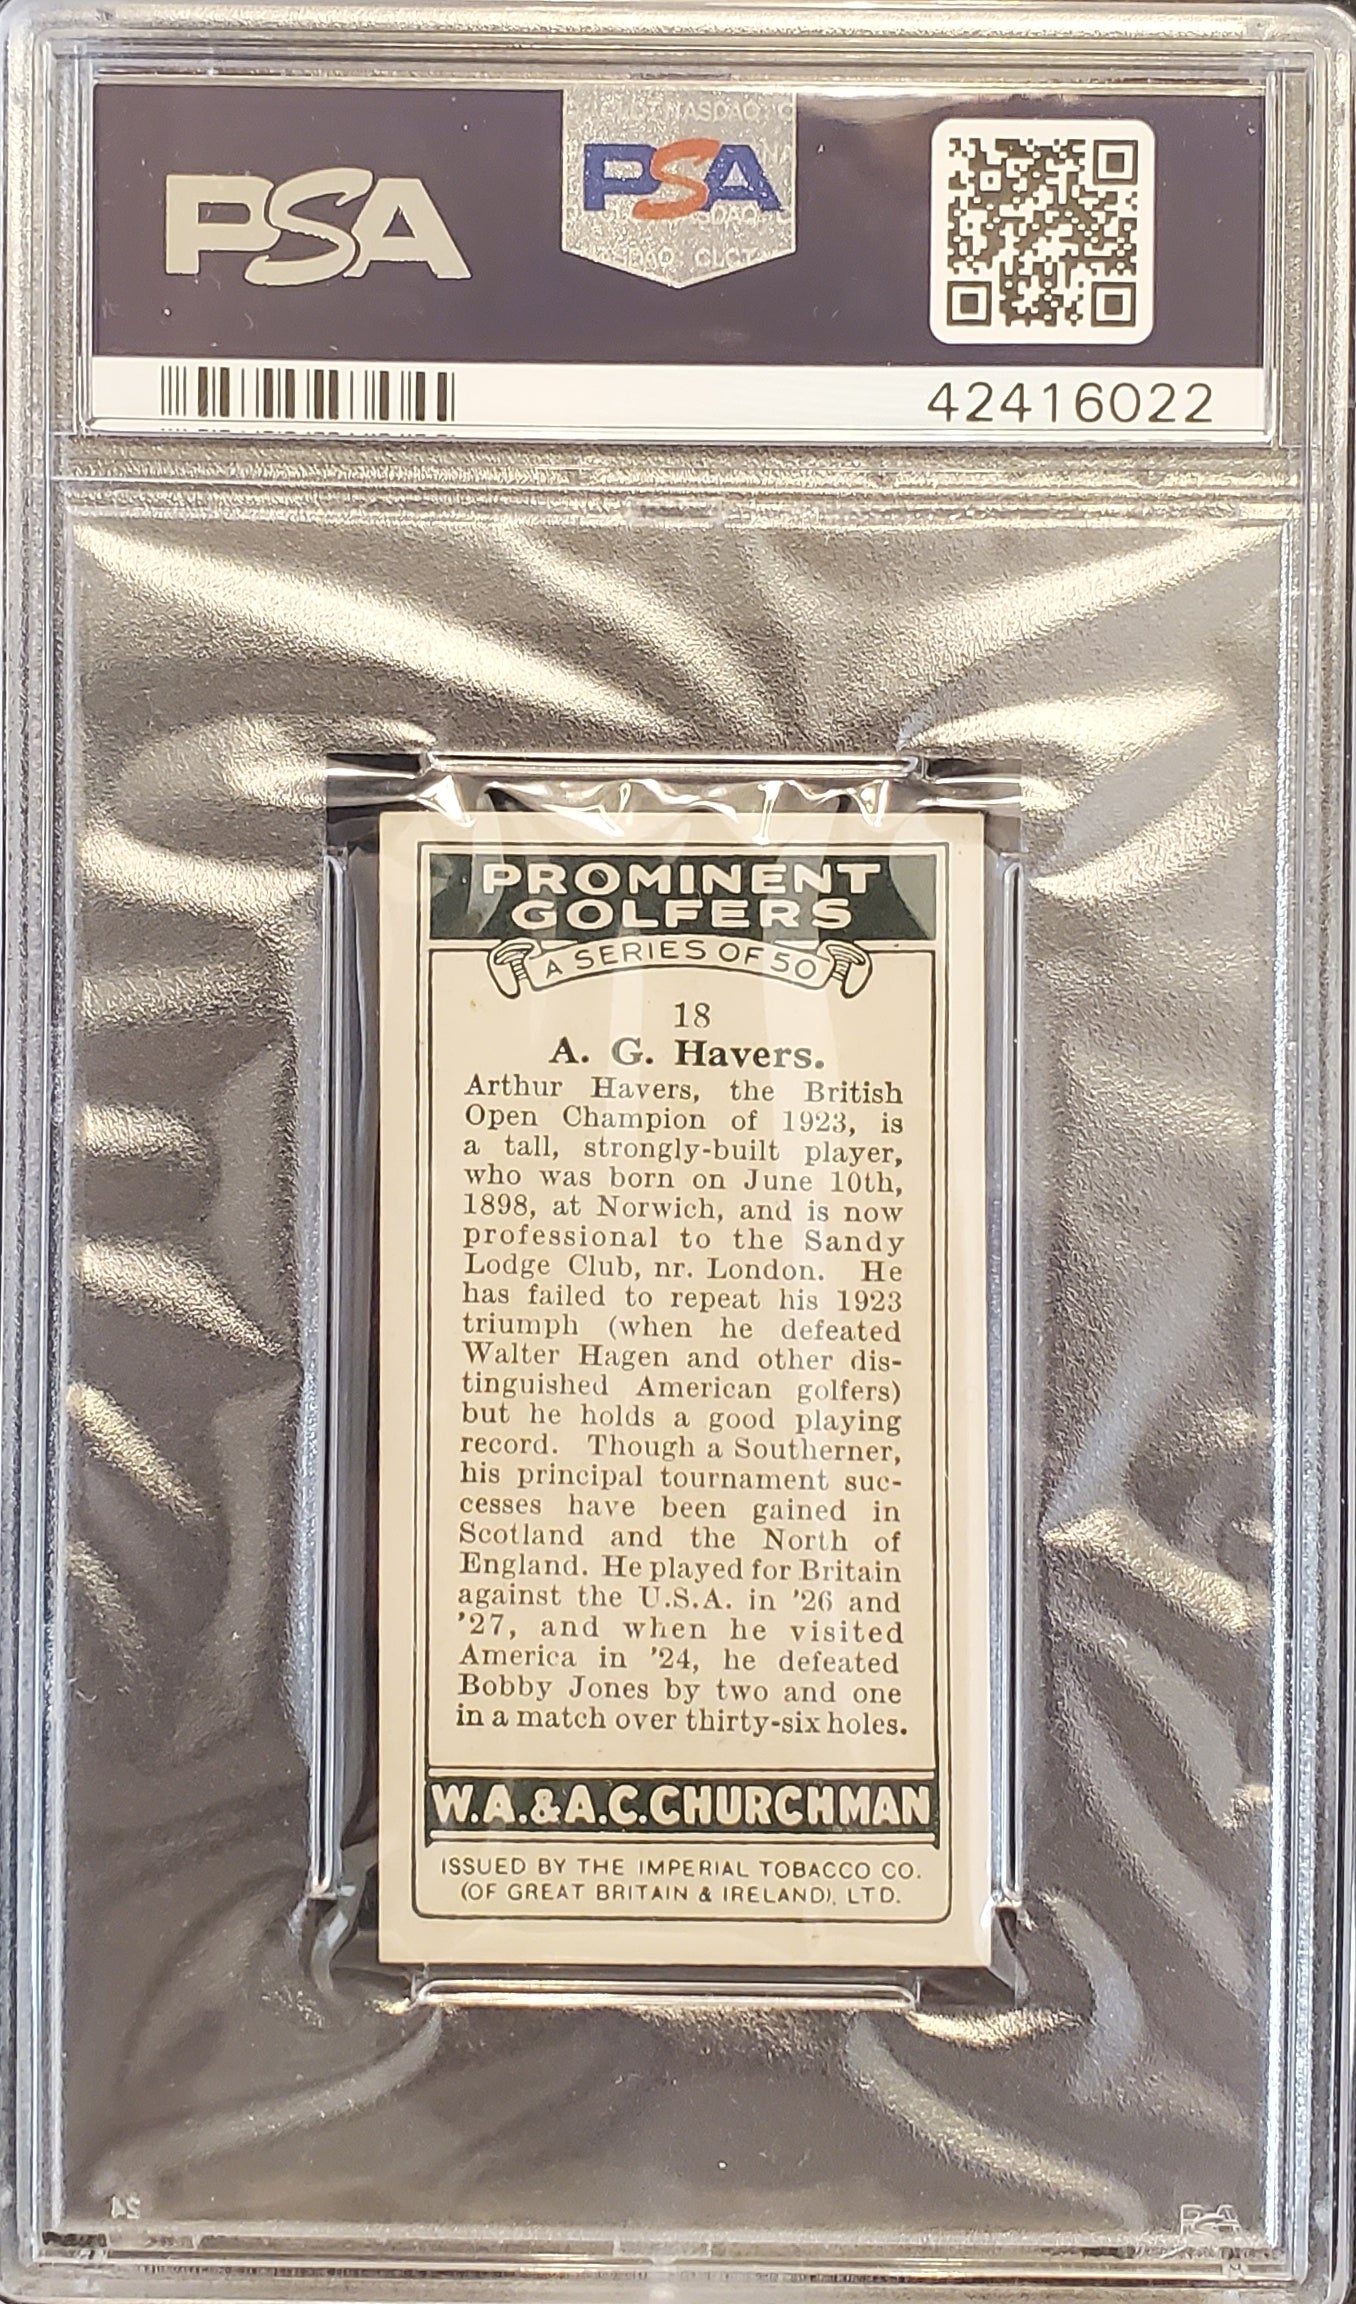 PSA
PSA
NASDAQ: C
NASDAQ: CLCT
42416022
PROMINENT
GOLFERS
A SERIES OF 50
18
A. G. Havers.
Arthur Havers, the British
Open Champion of 1923, is
a tall, strongly-built player,
who was born on June 10th,
1898, at Norwich, and is now
professional to the Sandy
Lodge Club, nr. London. He
has failed to repeat his 1923
triumph (when he defeated
Walter Hagen and other dis-
tinguished American golfers)
but he holds a good playing
record. Though a Southerner,
his principal tournament suc-
cesses have been gained in
Scotland and the North of
England. He played for Britain
against the U.S.A. in '26 and
'27, and when he visited
America in '24, he defeated
Bobby Jones by two and one
in a match over thirty-six holes.
W.A.&A.C.CHURCHMAN
ISSUED BY THE IMPERIAL TOBACCO CO.
(OF GREAT BRITAIN & IRELAND), LTD.
24
PSA